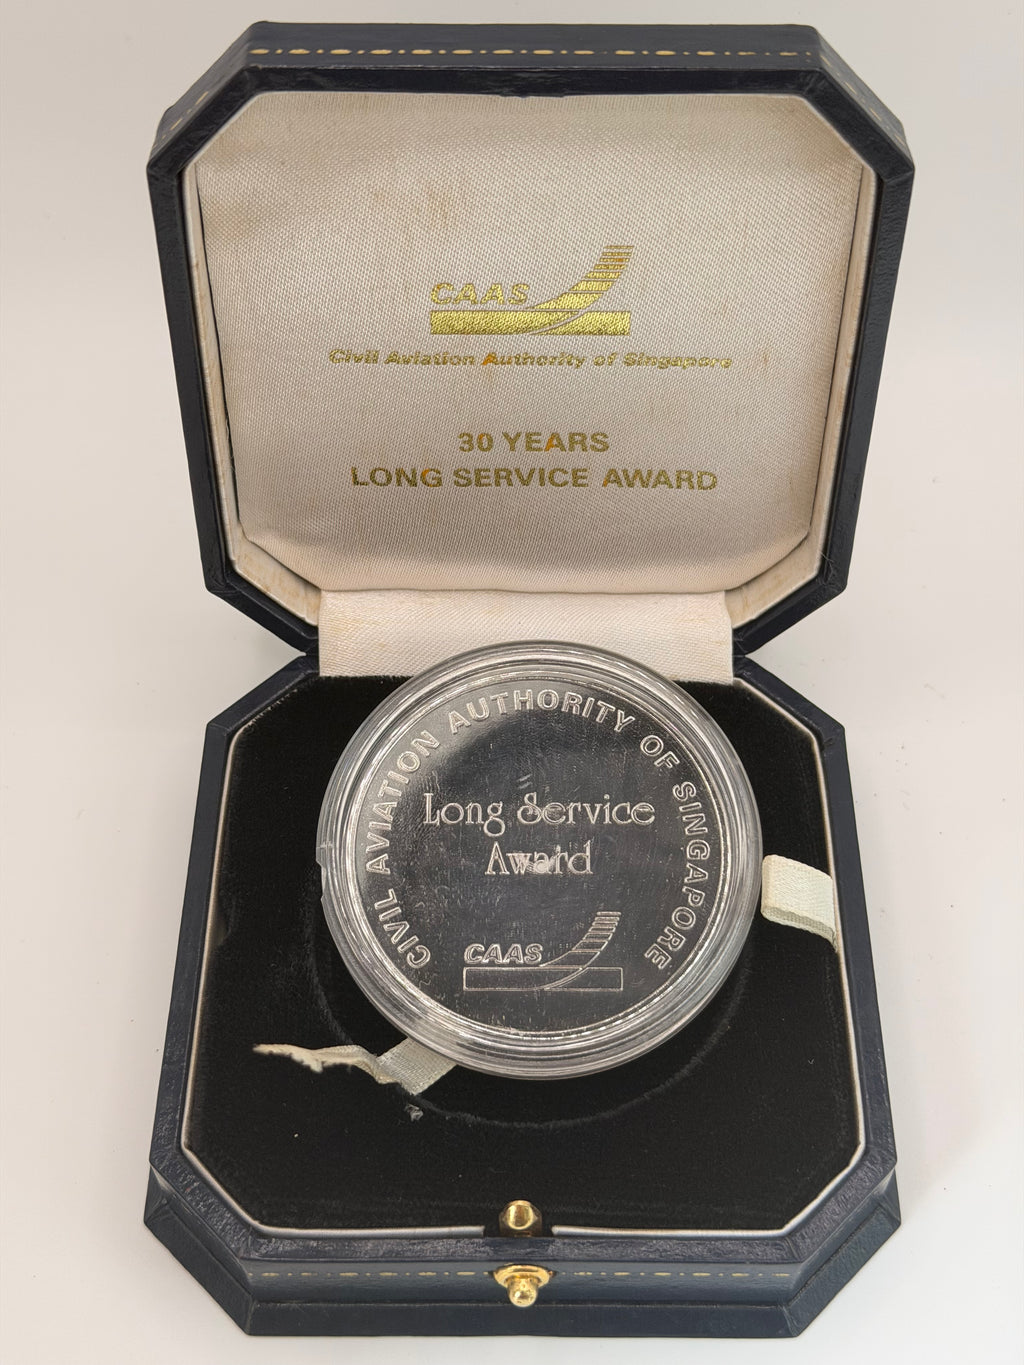 CAAS
Civil Aviation Authority of Singapore
30 YEARS
LONG SERVICE AWARD
CIVIL AVIATION AUTHORITY OF SINGAPORE
Long Service
Award
CAAS